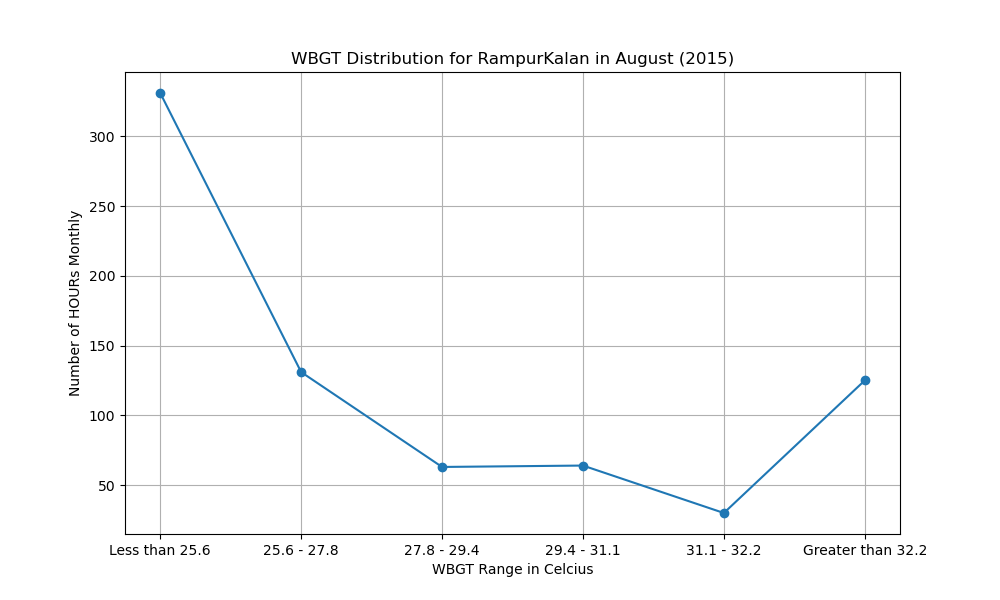 WBGT Distribution for RampurKalan in August (2015)
Number of HOURs Monthly
300
250
200
150
100
50
Less than 25.6
25.6 - 27.8
27.8 - 29.4
29.4 - 31.1
31.1 - 32.2
Greater than 32.2
WBGT Range in Celcius